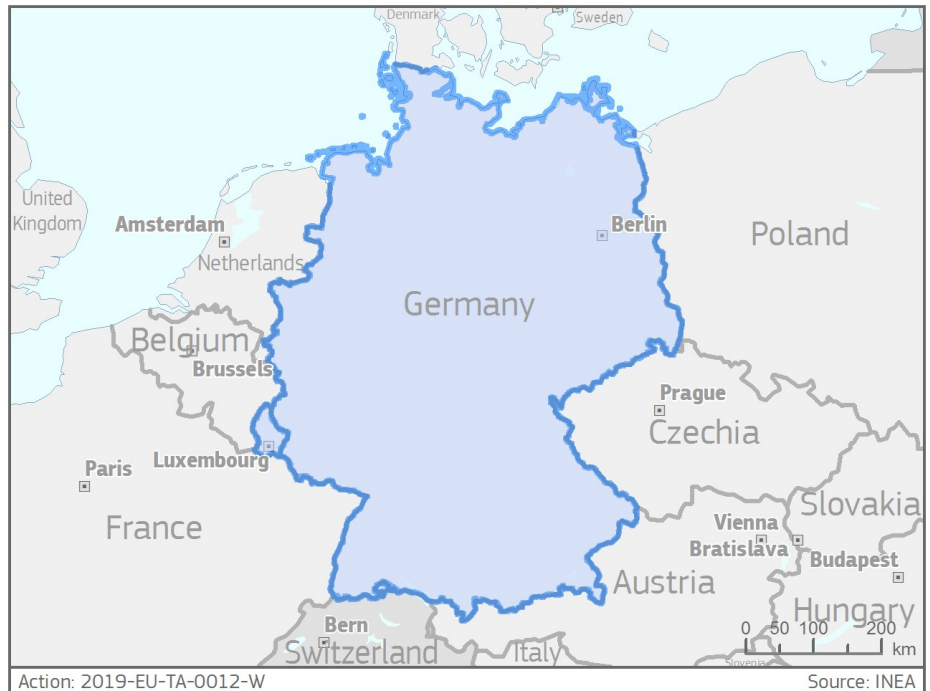 Denmark
Sweden
United
Kingdom
Amsterdam
Netherlands
Berlin
Poland
Germany
Belgium
Brussels
Prague
Czechia
Luxembourg
Paris
France
Slovakia
Vienna
Bratislava
Budapest
Austria
Hungary
Bern
Switzerland
Italy
Slovenia
0 50 100 200
km
Action: 2019-EU-TA-0012-W
Source: INEA